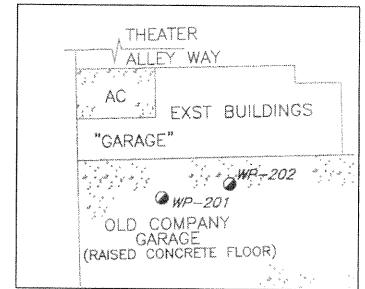 THEATER
ALLEY WAY
AC
EXST BUILDINGS
"GARAGE"
WP-202
WP-201
OLD COMPANY
GARAGE
(RAISED CONCRETE FLOOR)